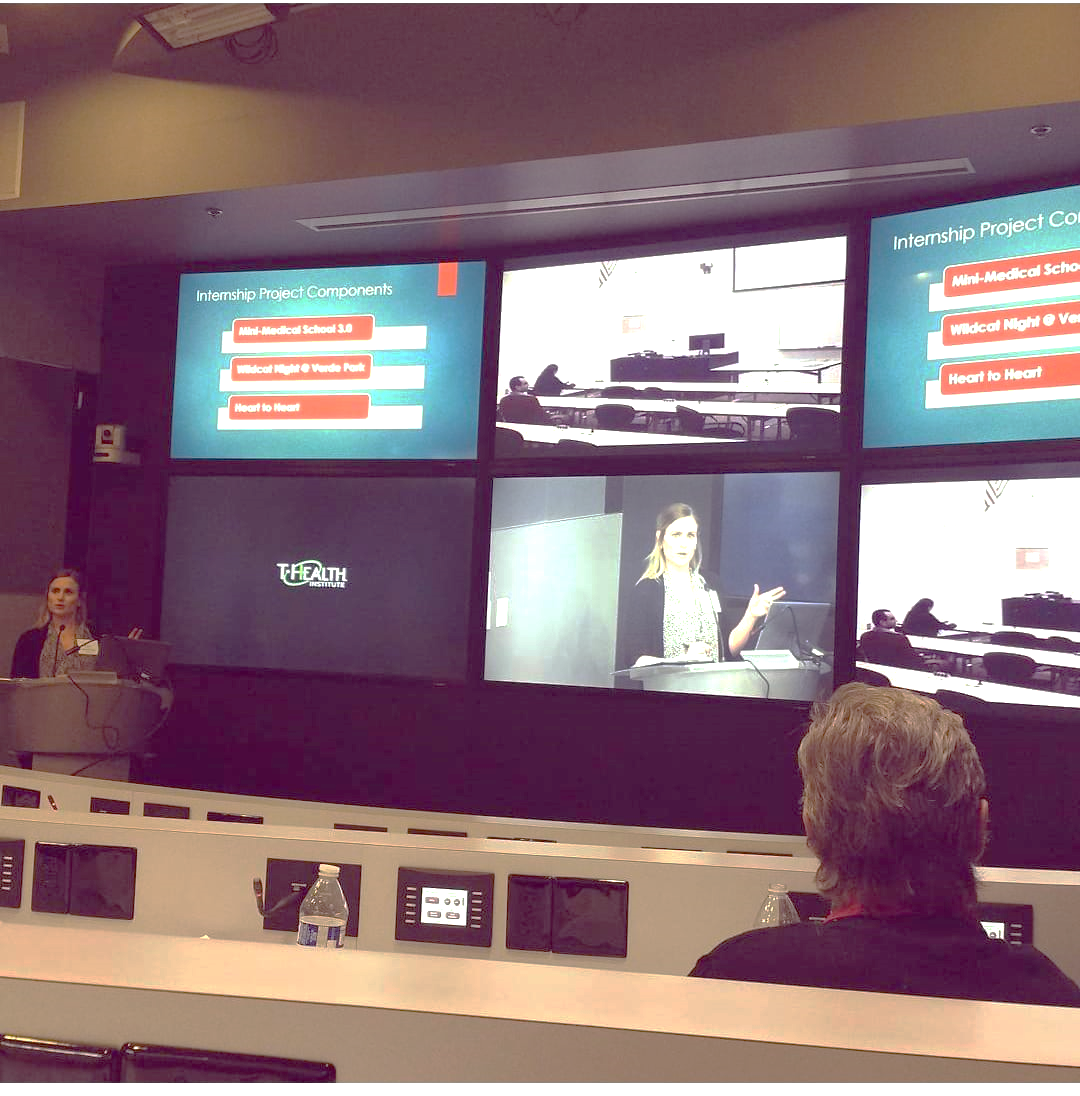 Internship Project Components
Mini-Medical School 3.0
Wildcat Night @ Verde Park
Heart to Heart
T-HEALTH
INSTITUTE
Internship Project Co
Mini-Medical Scho
Wildcat Night @ Verd
Heart to Heart